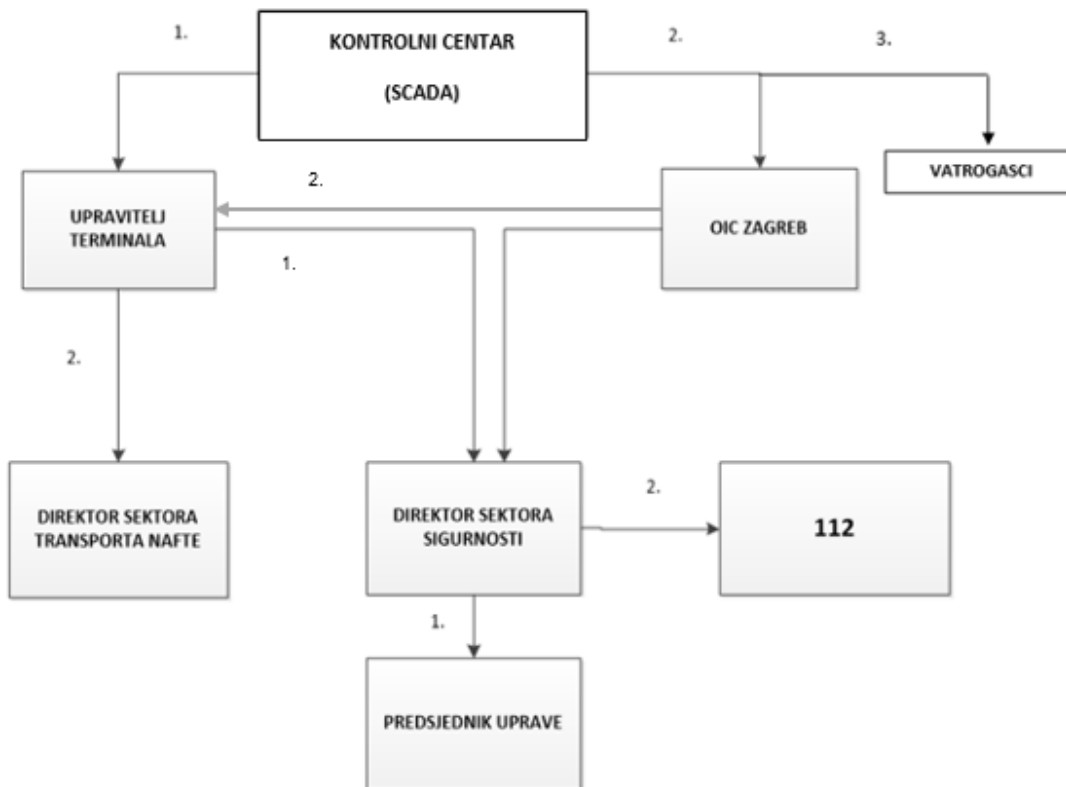 1.
KONTROLNI CENTAR
(SCADA)
2.
3.
VATROGASCI
UPRAVITELJ
TERMINALA
2.
OIC ZAGREB
1.
2.
DIREKTOR SEKTORA
TRANSPORTA NAFTE
DIREKTOR SEKTORA
SIGURNOSTI
2.
112
1.
PREDSJEDNIK UPRAVE